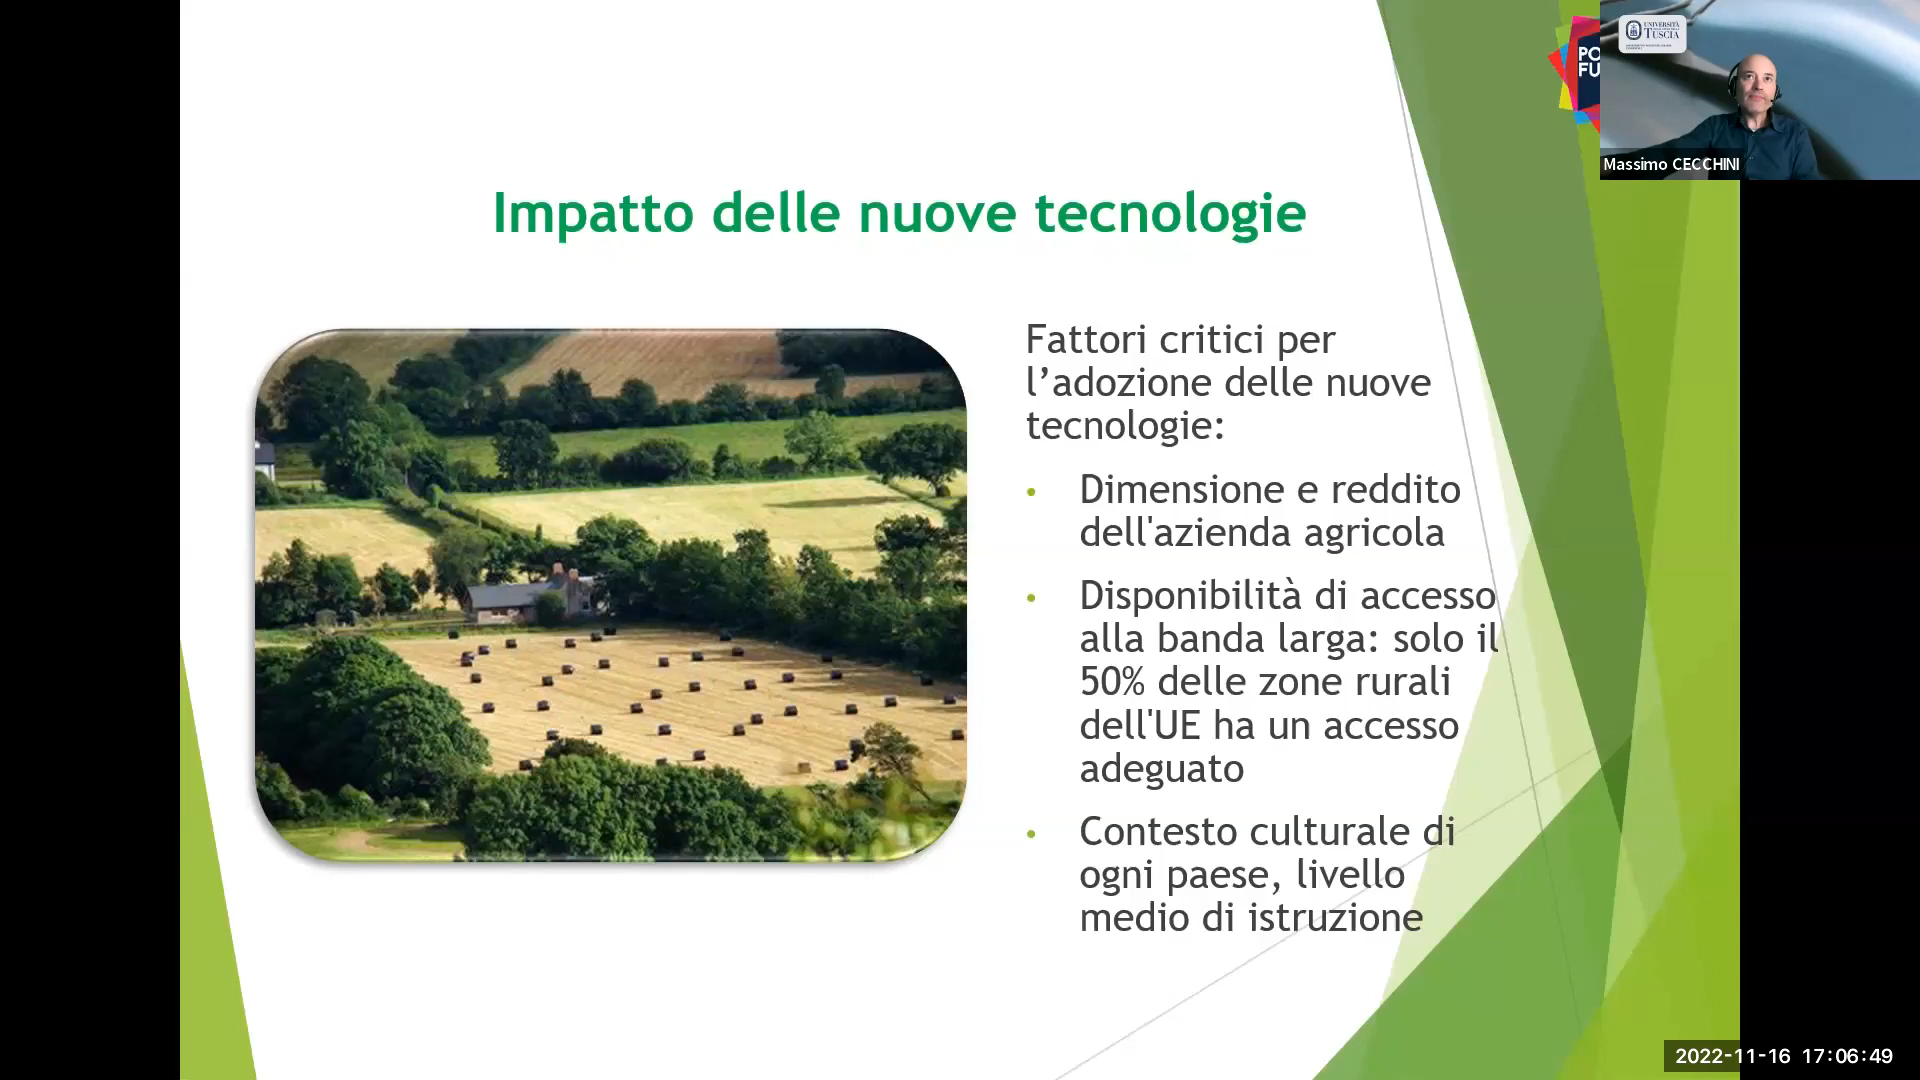 PO
FU
UNIVERSITÀ
TUSCIA
Massimo CECCHINI
Impatto delle nuove tecnologie
Fattori critici per
l’adozione delle nuove
tecnologie:
• Dimensione e reddito
dell'azienda agricola
• Disponibilità di accesso
alla banda larga: solo il
50% delle zone rurali
dell'UE ha un accesso
adeguato
• Contesto culturale di
ogni paese, livello
medio di istruzione
2022-11-16 17:06:49